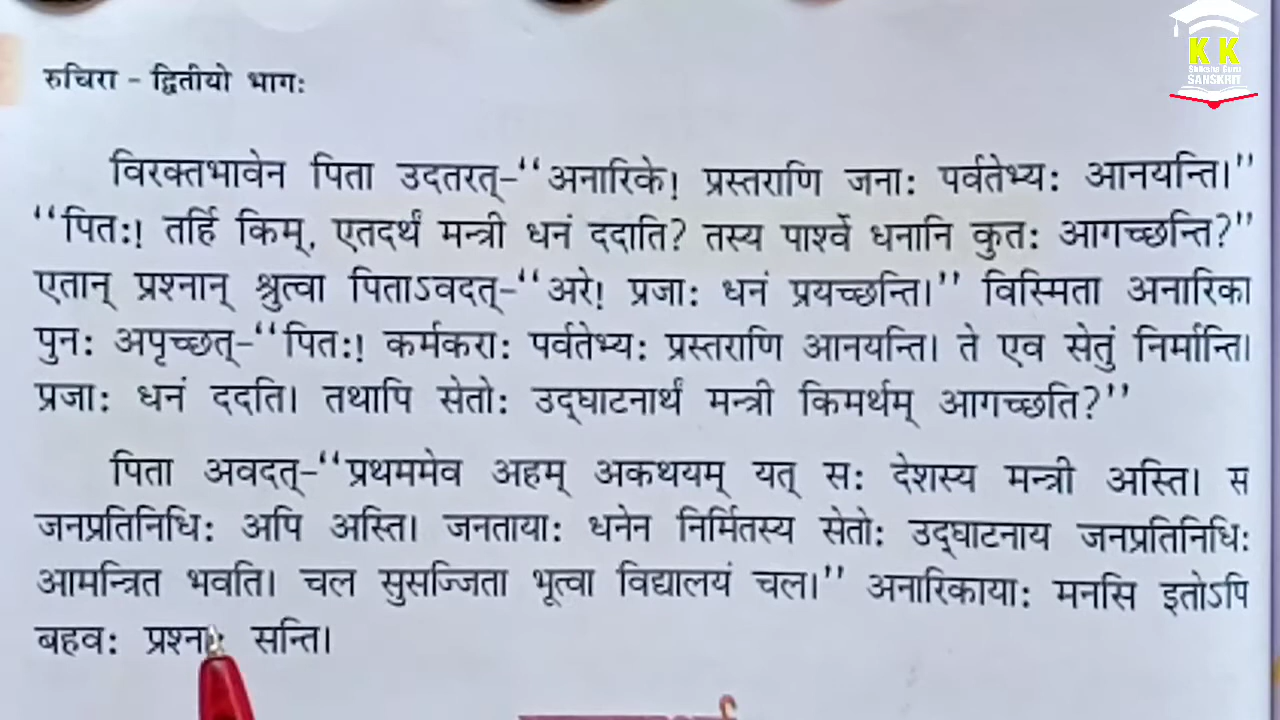 K K
Shiksha Guru
SANSKRIT
रुचिरा - द्वितीयो भागः
विरक्तभावेन पिता उदतरत्-“अनारिके! प्रस्तराणि जनाः पर्वतेभ्यः आनयन्ति।”
“पितः! तर्हि किम्, एतदर्थं मन्त्री धनं ददाति? तस्य पार्श्वे धनानि कुतः आगच्छन्ति?”
एतान् प्रश्नान् श्रुत्वा पिताऽवदत्-“अरे! प्रजाः धनं प्रयच्छन्ति।” विस्मिता अनारिका
पुनः अपृच्छत्-“पितः! कर्मकराः पर्वतेभ्यः प्रस्तराणि आनयन्ति। ते एव सेतुं निर्मान्ति।
प्रजाः धनं ददति। तथापि सेतोः उद्घाटनार्थं मन्त्री किमर्थम् आगच्छति?”
पिता अवदत्-“प्रथममेव अहम् अकथयम् यत् सः देशस्य मन्त्री अस्ति। स
जनप्रतिनिधिः अपि अस्ति। जनतायाः धनेन निर्मितस्य सेतोः उद्घाटनाय जनप्रतिनिधिः
आमन्त्रित भवति। चल सुसज्जिता भूत्वा विद्यालयं चल।” अनारिकायाः मनसि इतोऽपि
बहवः प्रश्नाः सन्ति।